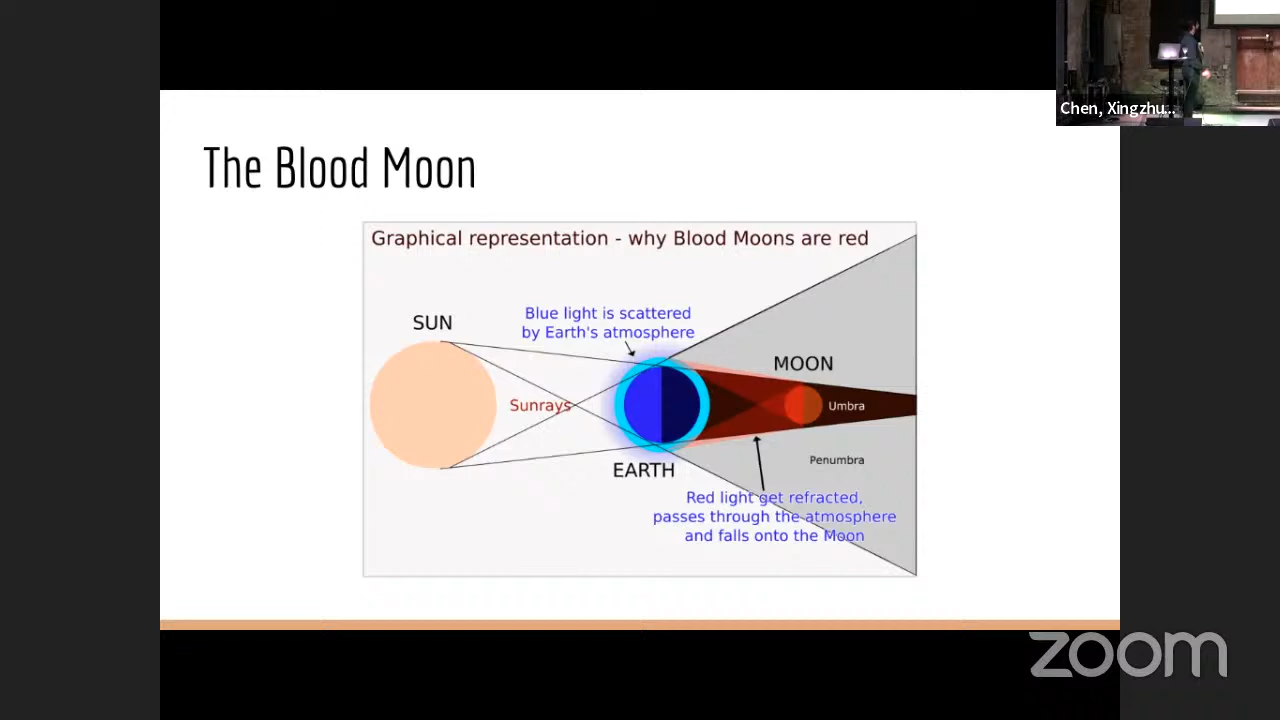 Chen, Xingzhu...
The Blood Moon
Graphical representation - why Blood Moons are red
Blue light is scattered
by Earth's atmosphere
SUN
MOON
Sunrays
Umbra
EARTH
Penumbra
Red light get refracted,
passes through the atmosphere
and falls onto the Moon
zoom